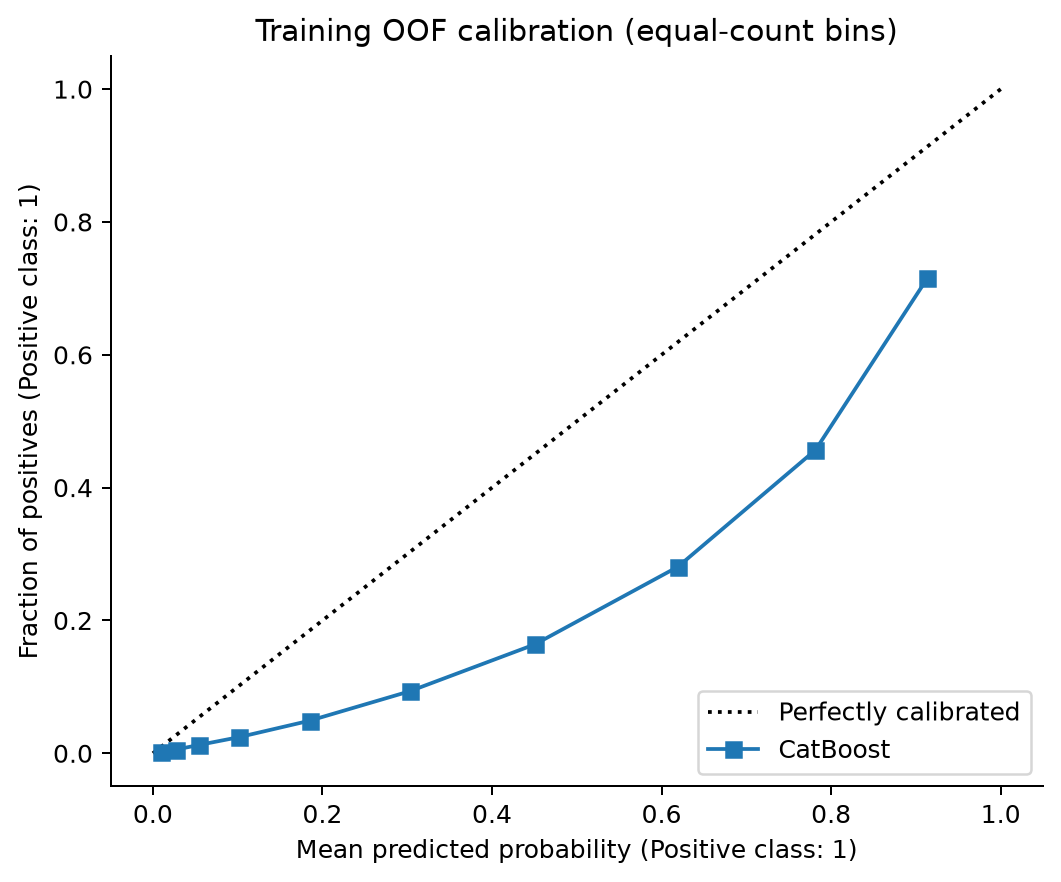 Training OOF calibration (equal-count bins)
Fraction of positives (Positive class: 1)
1.0
0.8
0.6
0.4
0.2
0.0
Perfectly calibrated
CatBoost
0.0 0.2 0.4 0.6 0.8 1.0
Mean predicted probability (Positive class: 1)